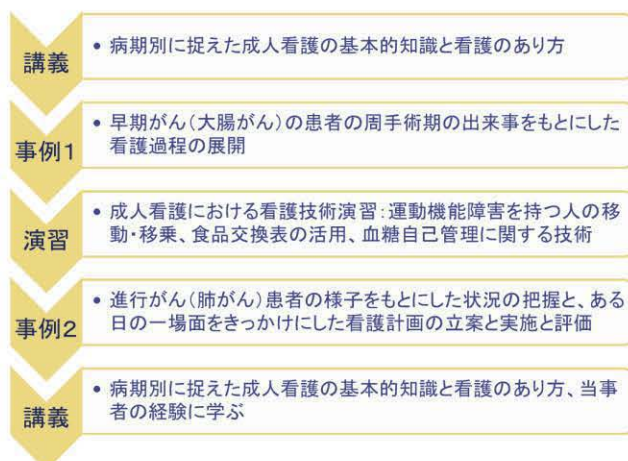 講義
• 病期別に捉えた成人看護の基本的知識と看護のあり方
事例1
• 早期がん(大腸がん)の患者の周手術期の出来事をもとにした
看護過程の展開
演習
• 成人看護における看護技術演習:運動機能障害を持つ人の移
動・移乗、食品交換表の活用、血糖自己管理に関する技術
事例2
• 進行がん(肺がん)患者の様子をもとにした状況の把握と、ある
日の一場面をきっかけにした看護計画の立案と実施と評価
講義
• 病期別に捉えた成人看護の基本的知識と看護のあり方、当事
者の経験に学ぶ